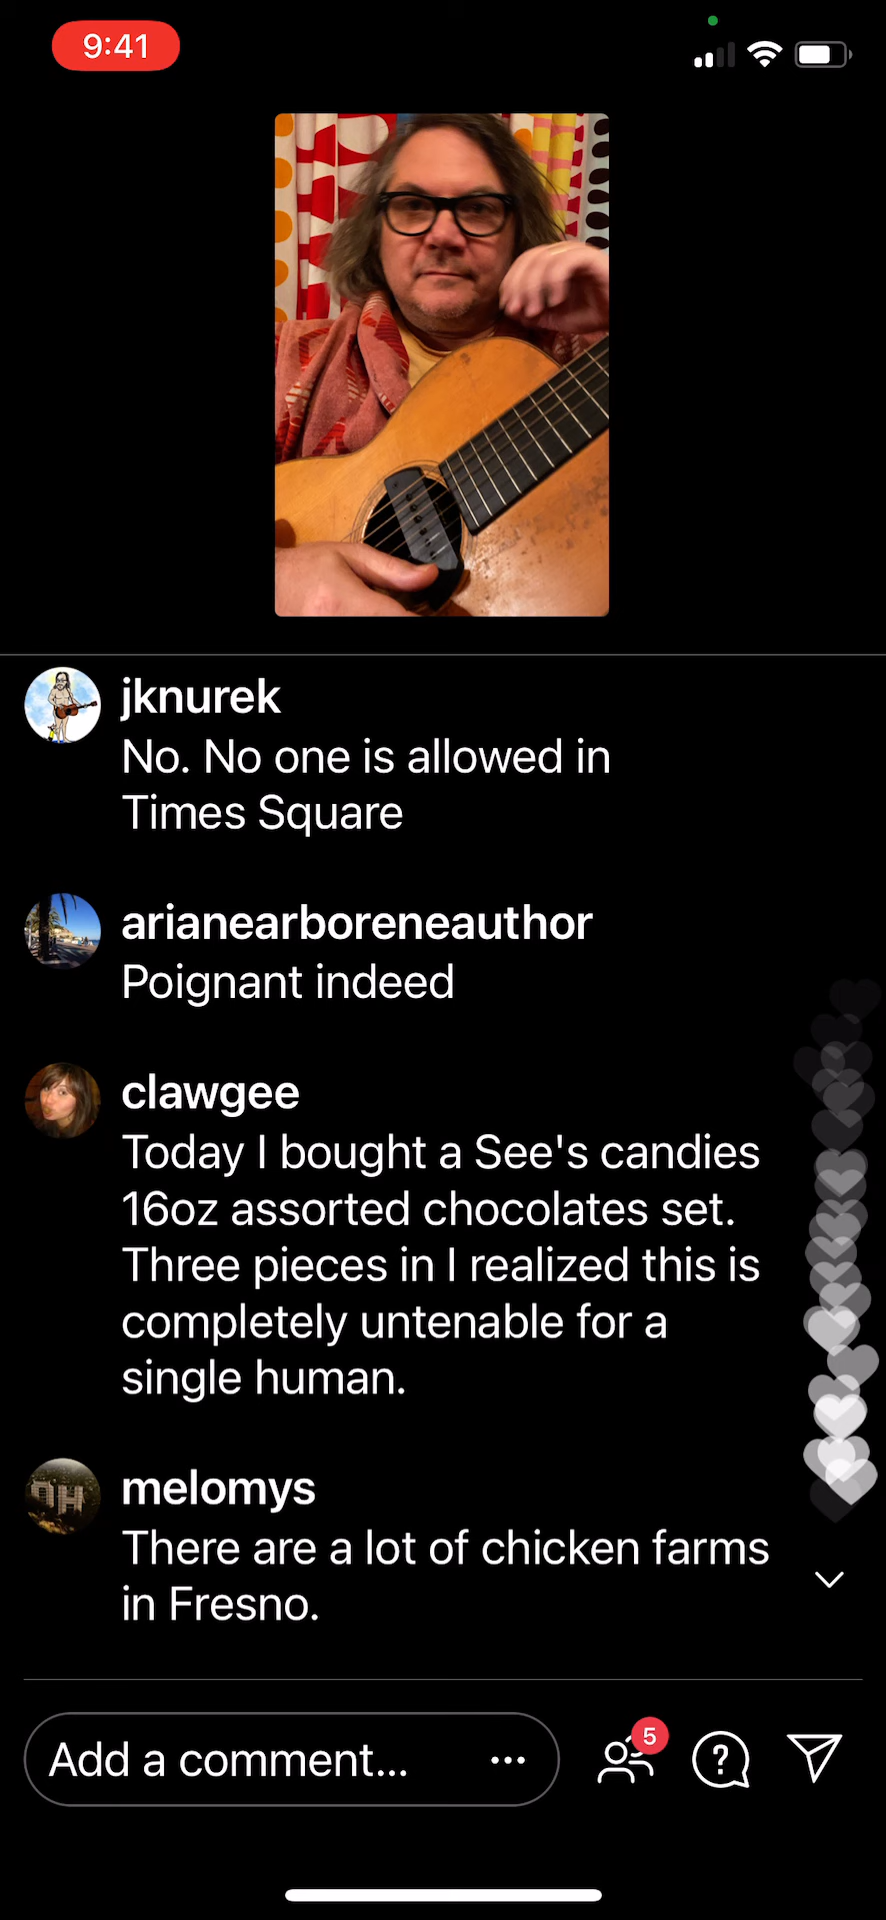 9:41
jknurek
No. No one is allowed in
Times Square
arianearboreneauthor
Poignant indeed
clawgee
Today I bought a See's candies
16oz assorted chocolates set.
Three pieces in I realized this is
completely untenable for a
single human.
OH
melomys
There are a lot of chicken farms
in Fresno.
Add a comment... ...
5
?